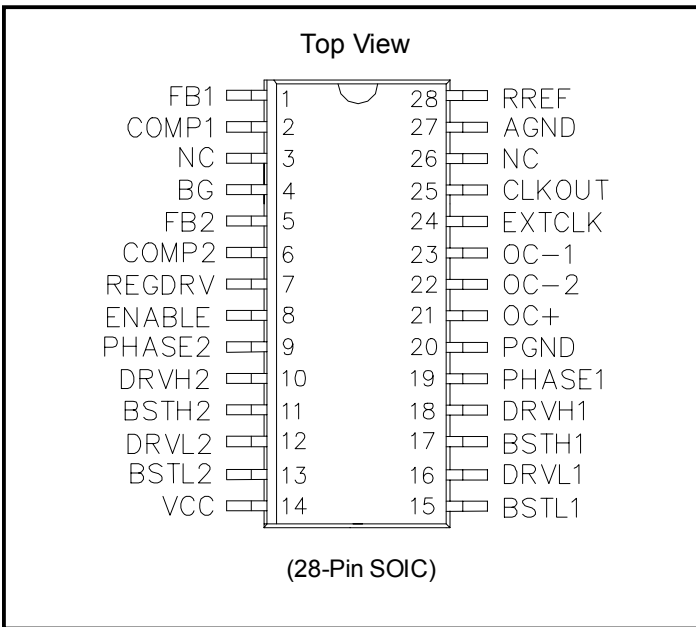 Top View
FB1 1 28 RREF
COMP1 2 27 AGND
NC 3 26 NC
BG 4 25 CLKOUT
FB2 5 24 EXTCLK
COMP2 6 23 OC-1
REGDRV 7 22 OC-2
ENABLE 8 21 OC+
PHASE2 9 20 PGND
DRVH2 10 19 PHASE1
BSTH2 11 18 DRVH1
DRVL2 12 17 BSTH1
BSTL2 13 16 DRVL1
VCC 14 15 BSTL1
(28-Pin SOIC)